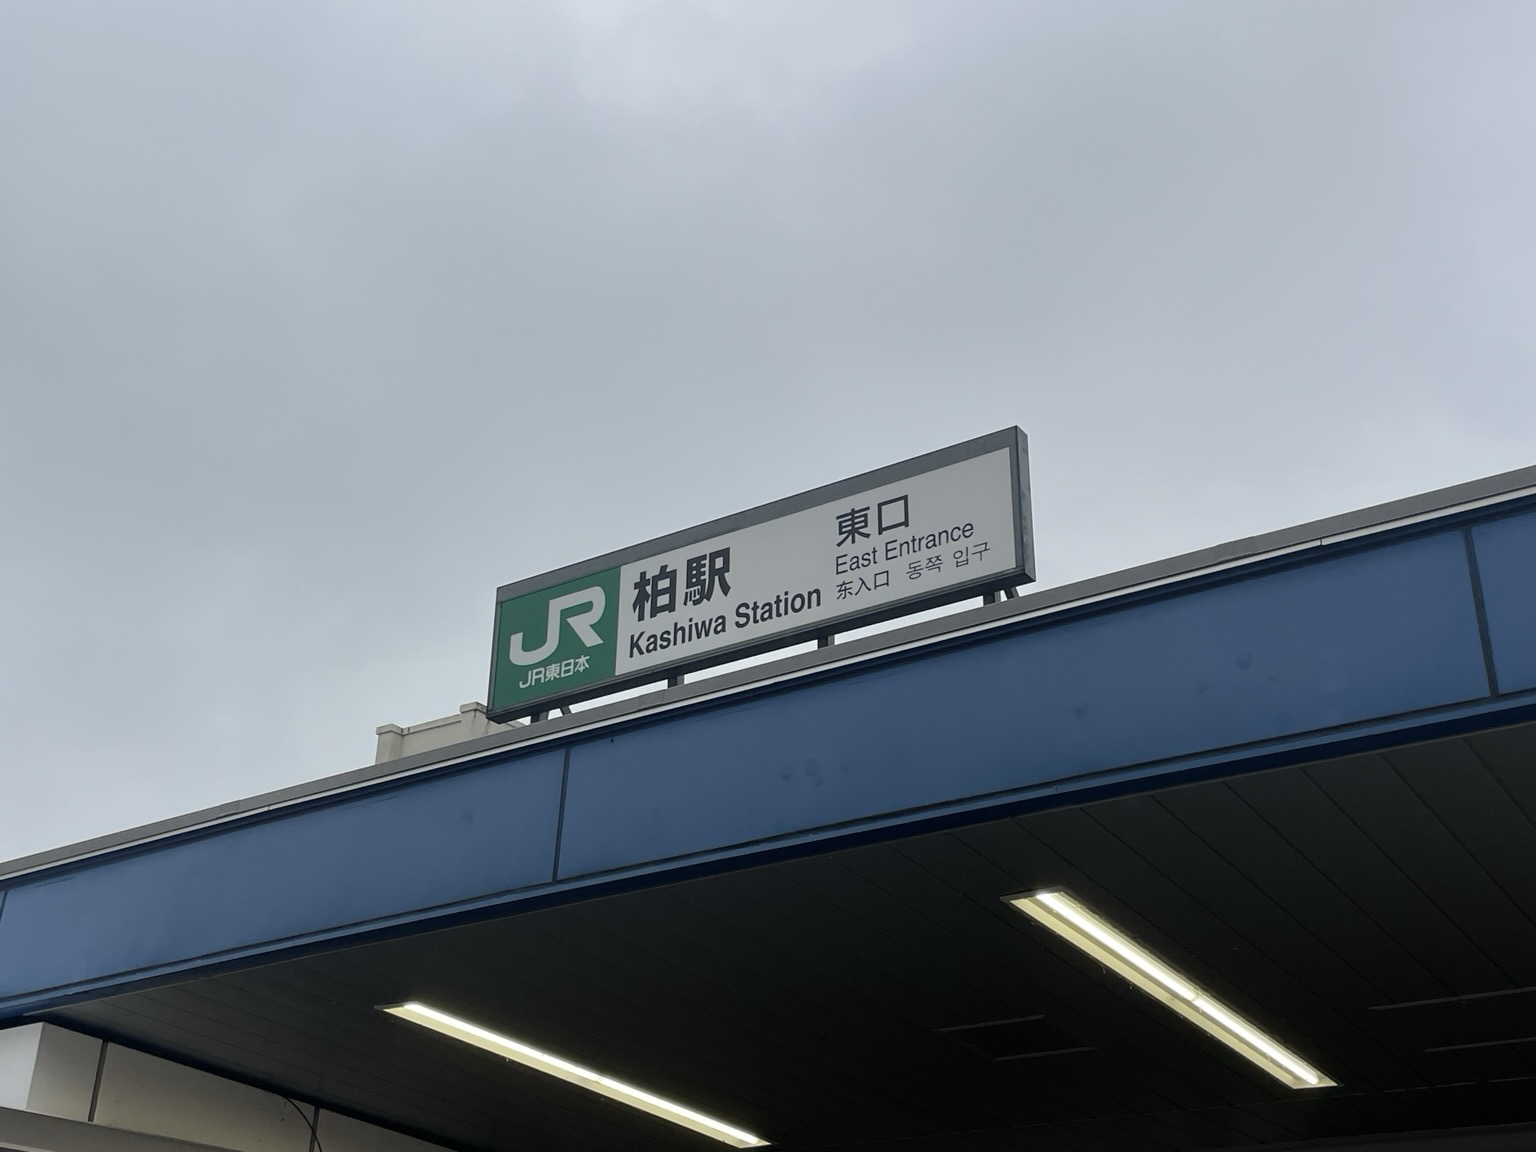 JR
JR東日本
柏駅
Kashiwa Station
東口
East Entrance
东入口 동쪽 입구